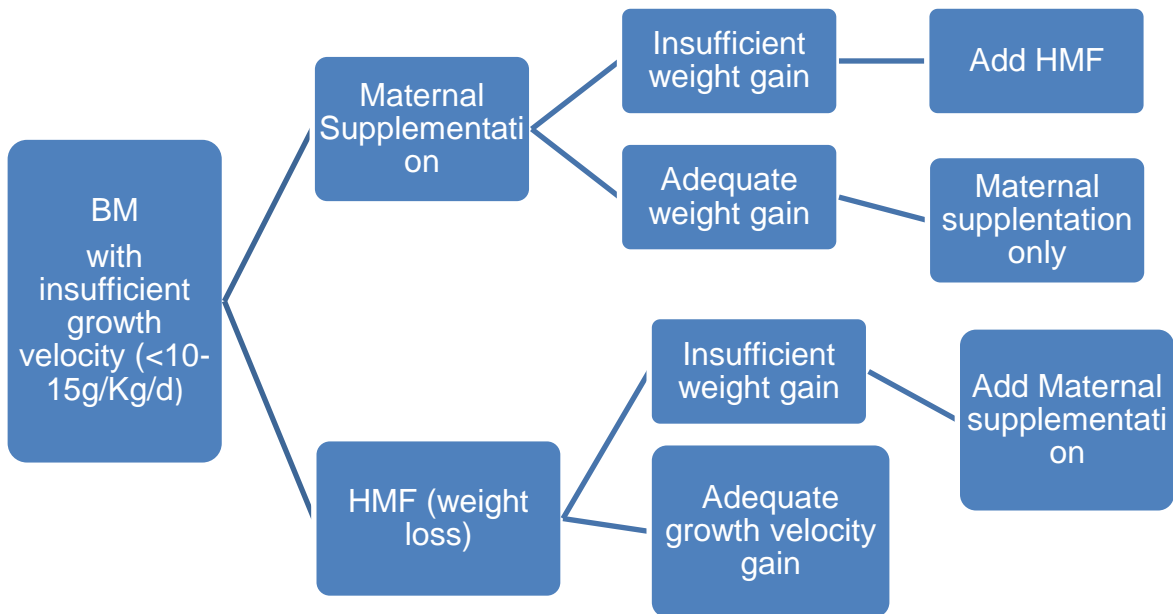 BM
with
insufficient
growth
velocity (<10-
15g/Kg/d)
Maternal
Supplementati
on
Insufficient
weight gain
Add HMF
Adequate
weight gain
Maternal
supplentation
only
HMF (weight
loss)
Insufficient
weight gain
Add Maternal
supplementati
on
Adequate
growth velocity
gain